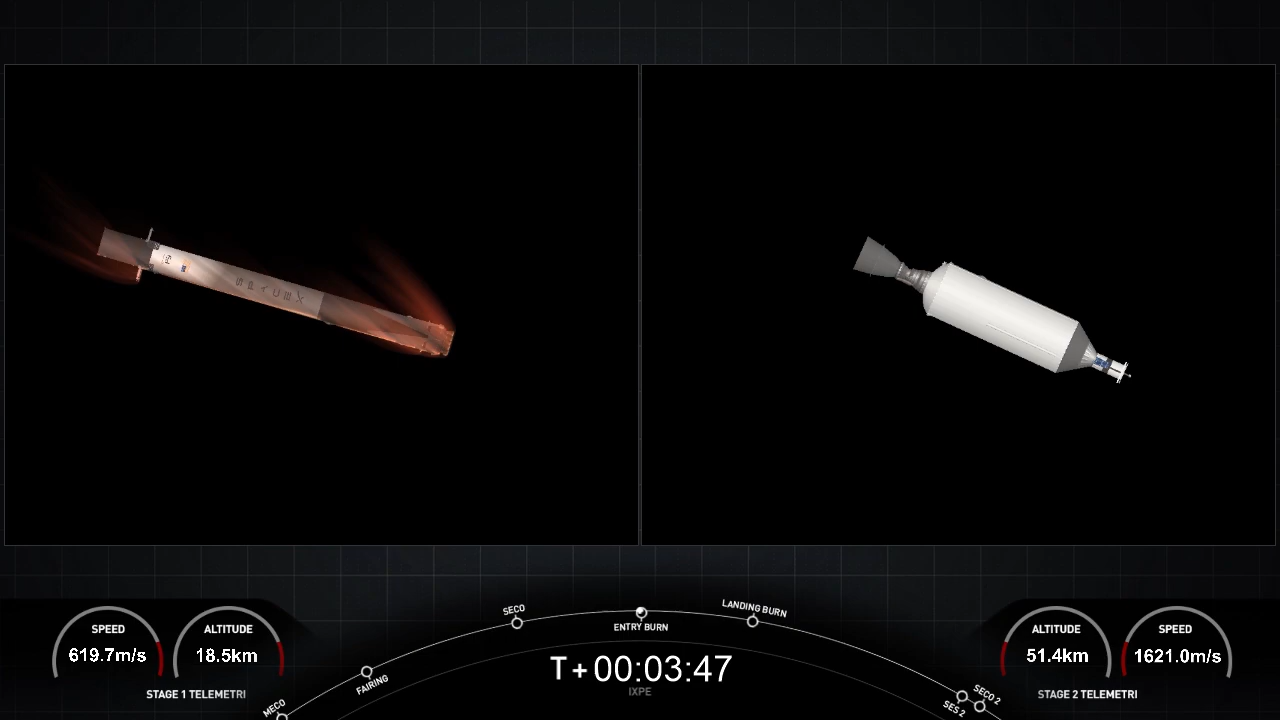 SPACEX
SPEED
619.7m/s
ALTITUDE
18.5km
STAGE 1 TELEMETRI
MECO
FAIRING
SECO
ENTRY BURN
LANDING BURN
SES 2
SECO 2
T+00:03:47
IXPE
ALTITUDE
51.4km
SPEED
1621.0m/s
STAGE 2 TELEMETRI